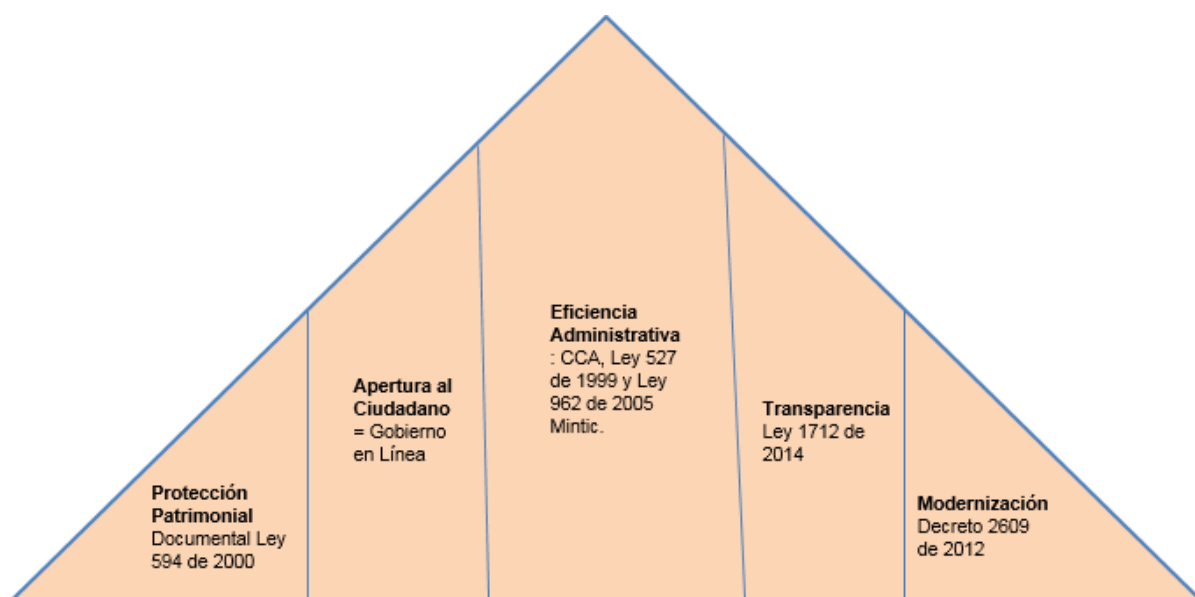 Protección
Patrimonial
Documental Ley
594 de 2000
Apertura al
Ciudadano
= Gobierno
en Línea
Eficiencia
Administrativa
: CCA, Ley 527
de 1999 y Ley
962 de 2005
Mintic.
Transparencia
Ley 1712 de
2014
Modernización
Decreto 2609
de 2012